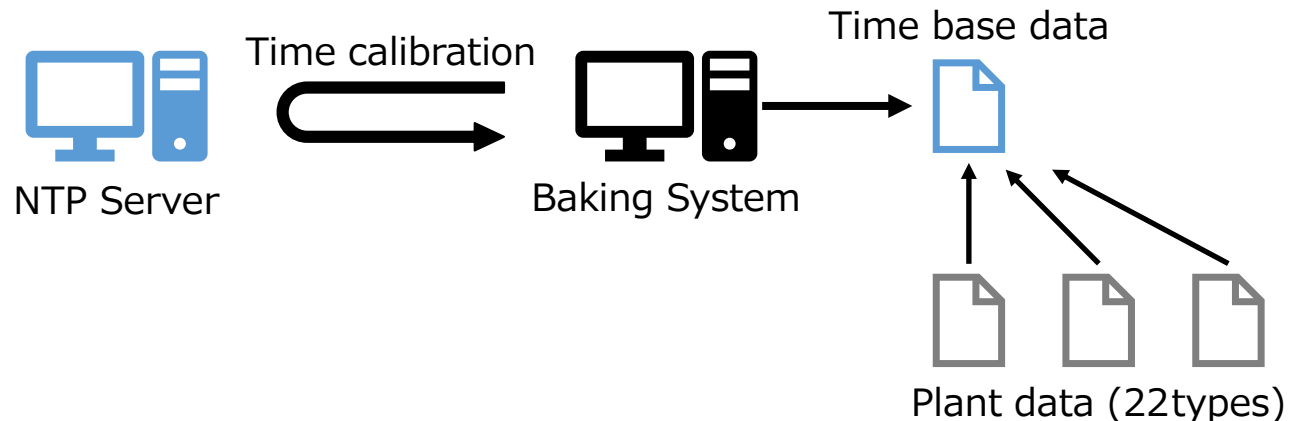 Time base data
Time calibration
NTP Server
Baking System
Plant data (22types)